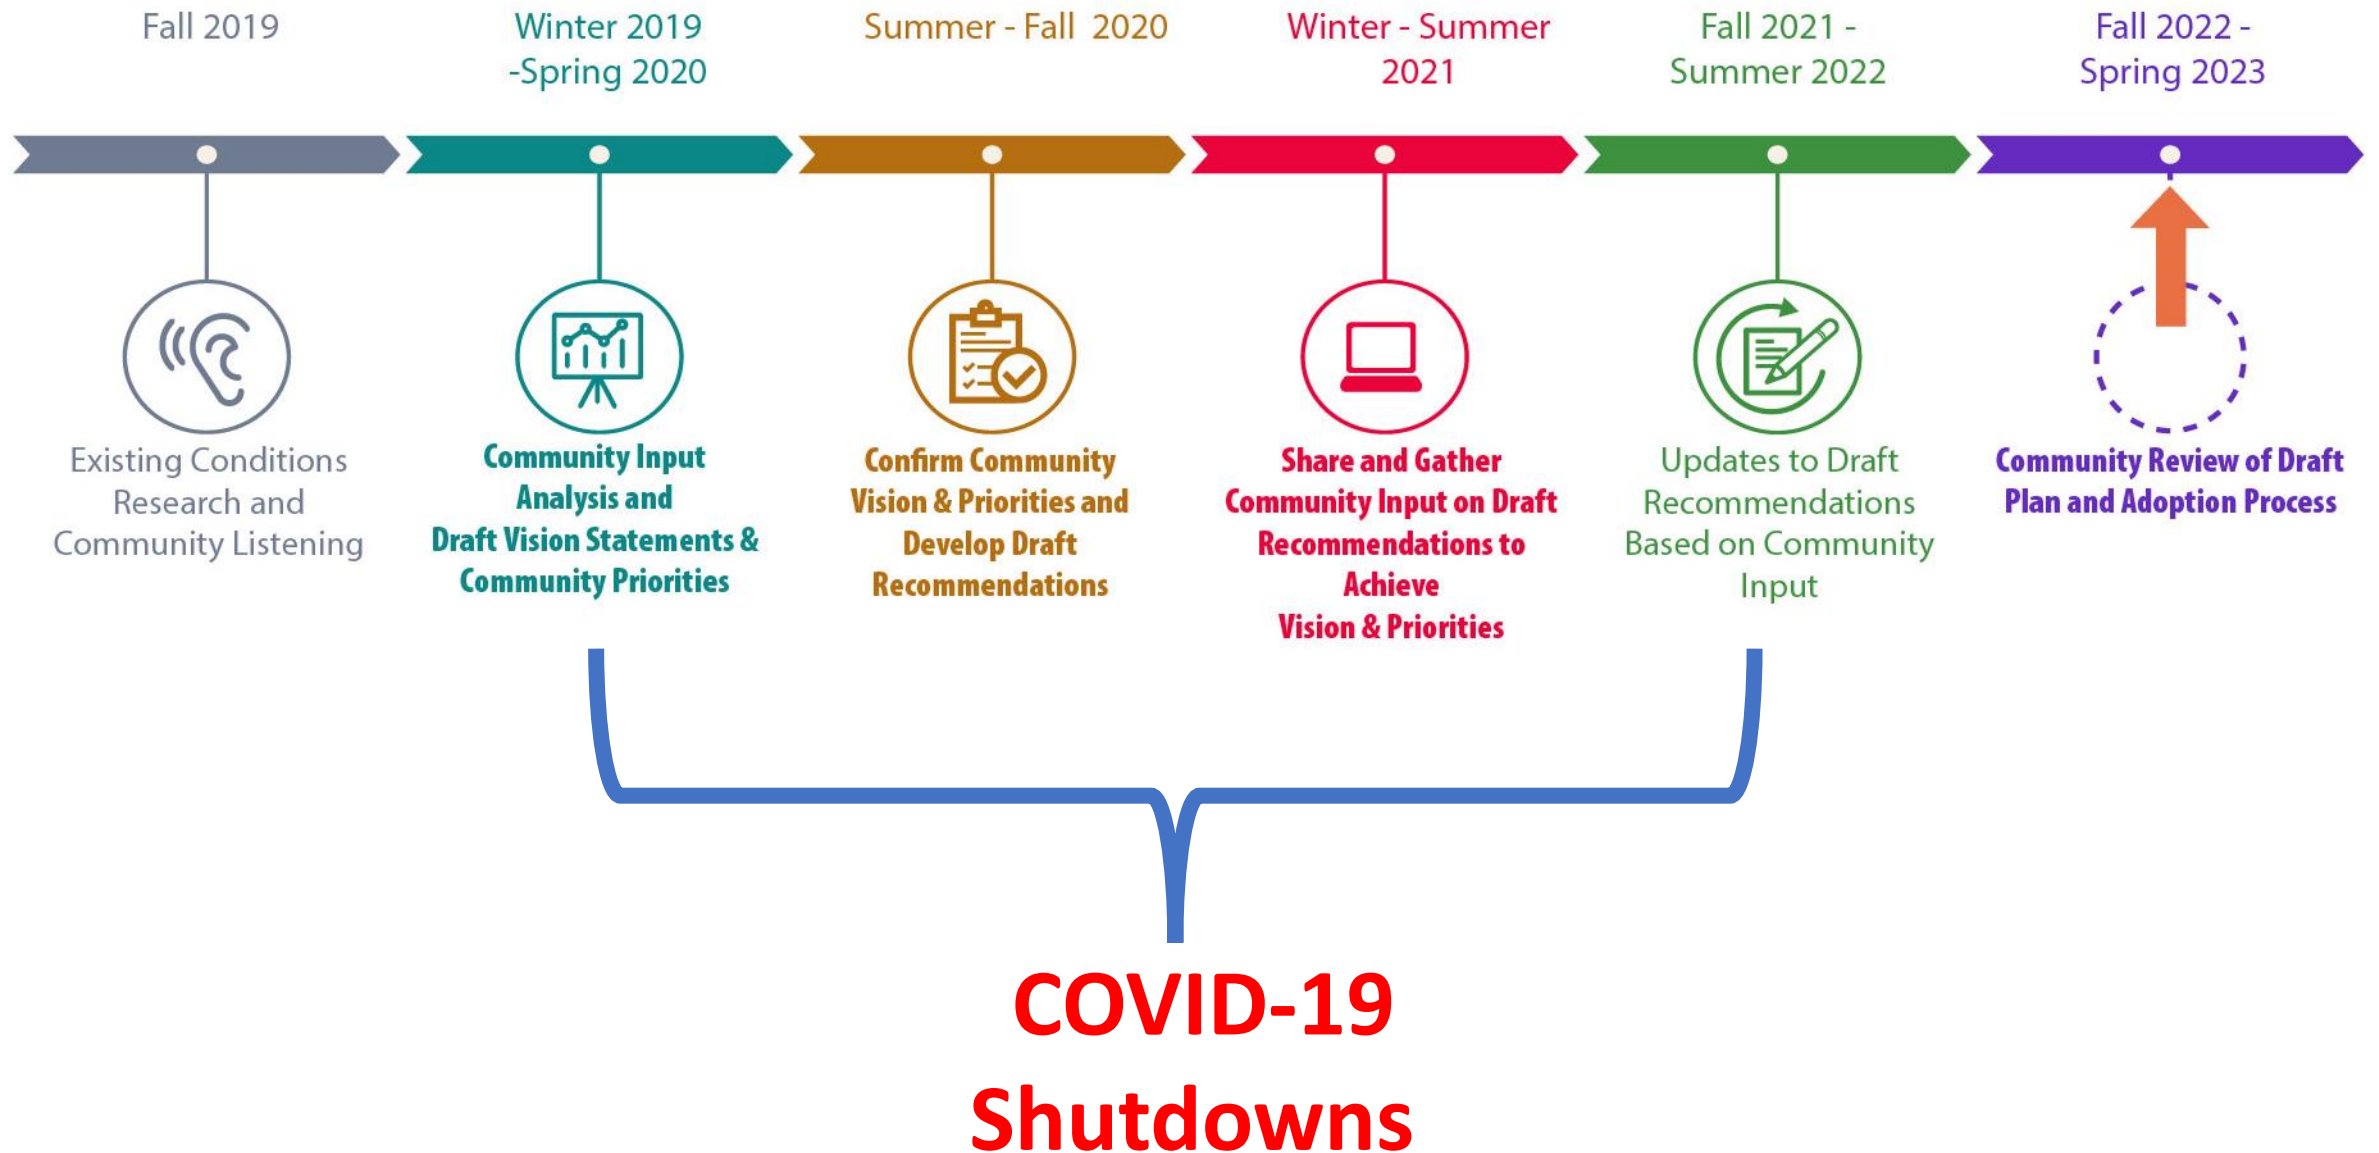 Fall 2019
Winter 2019
-Spring 2020
Summer - Fall 2020
Winter - Summer
2021
Fall 2021 -
Summer 2022
Fall 2022 -
Spring 2023
Existing Conditions
Research and
Community Listening
Community Input
Analysis and
Draft Vision Statements &
Community Priorities
Confirm Community
Vision & Priorities and
Develop Draft
Recommendations
Share and Gather
Community Input on Draft
Recommendations to
Achieve
Vision & Priorities
Updates to Draft
Recommendations
Based on Community
Input
Community Review of Draft
Plan and Adoption Process
COVID-19
Shutdowns